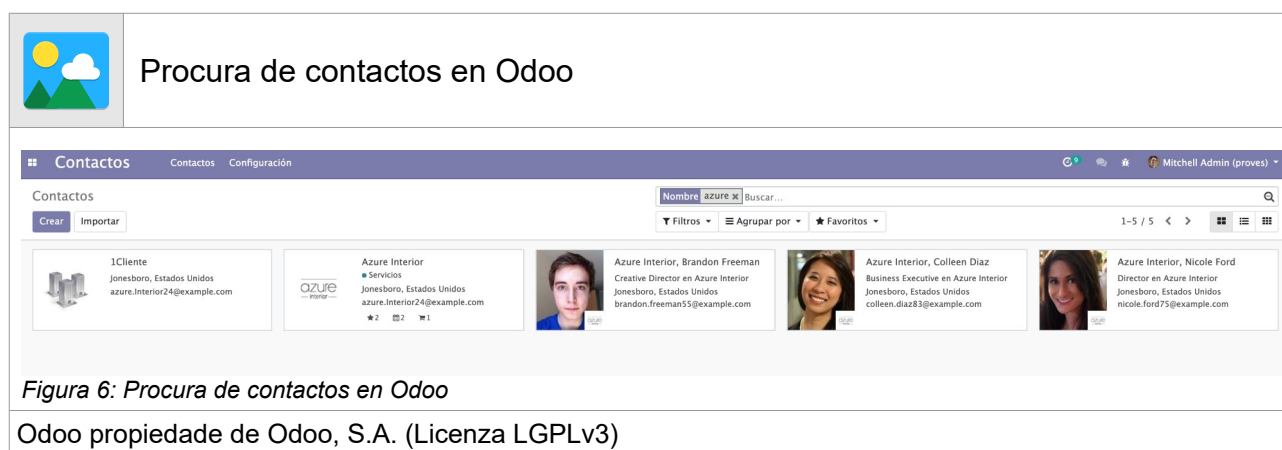 Procura de contactos en Odoo
Contactos Contactos Configuración 9 Mitchell Admin (proves)
Contactos
Nombre azure x Buscar...
Crear Importar Filtros Agrupar por Favoritos 1-5 / 5
1Cliente
Jonesboro, Estados Unidos
azure.Interior24@example.com
azure
interior
Azure Interior
Servicios
Jonesboro, Estados Unidos
azure.Interior24@example.com
2 2 1
Azure Interior, Brandon Freeman
Creative Director en Azure Interior
Jonesboro, Estados Unidos
brandon.freeman55@example.com
Azure Interior, Colleen Diaz
Business Executive en Azure Interior
Jonesboro, Estados Unidos
colleen.diaz83@example.com
Azure Interior, Nicole Ford
Director en Azure Interior
Jonesboro, Estados Unidos
nicole.ford75@example.com
Figura 6: Procura de contactos en Odoo
Odoo propiedade de Odoo, S.A. (Licenza LGPLv3)